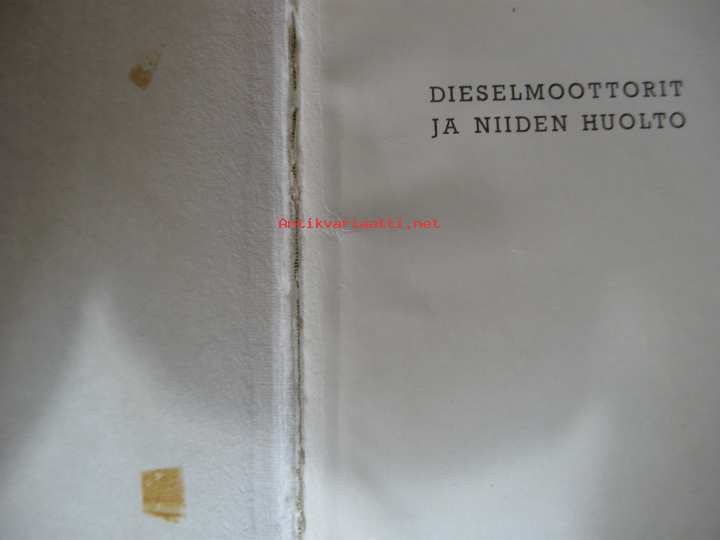 DIESELMOOTTORIT
JA NIIDEN HUOLTO
Antikvariaatti.net